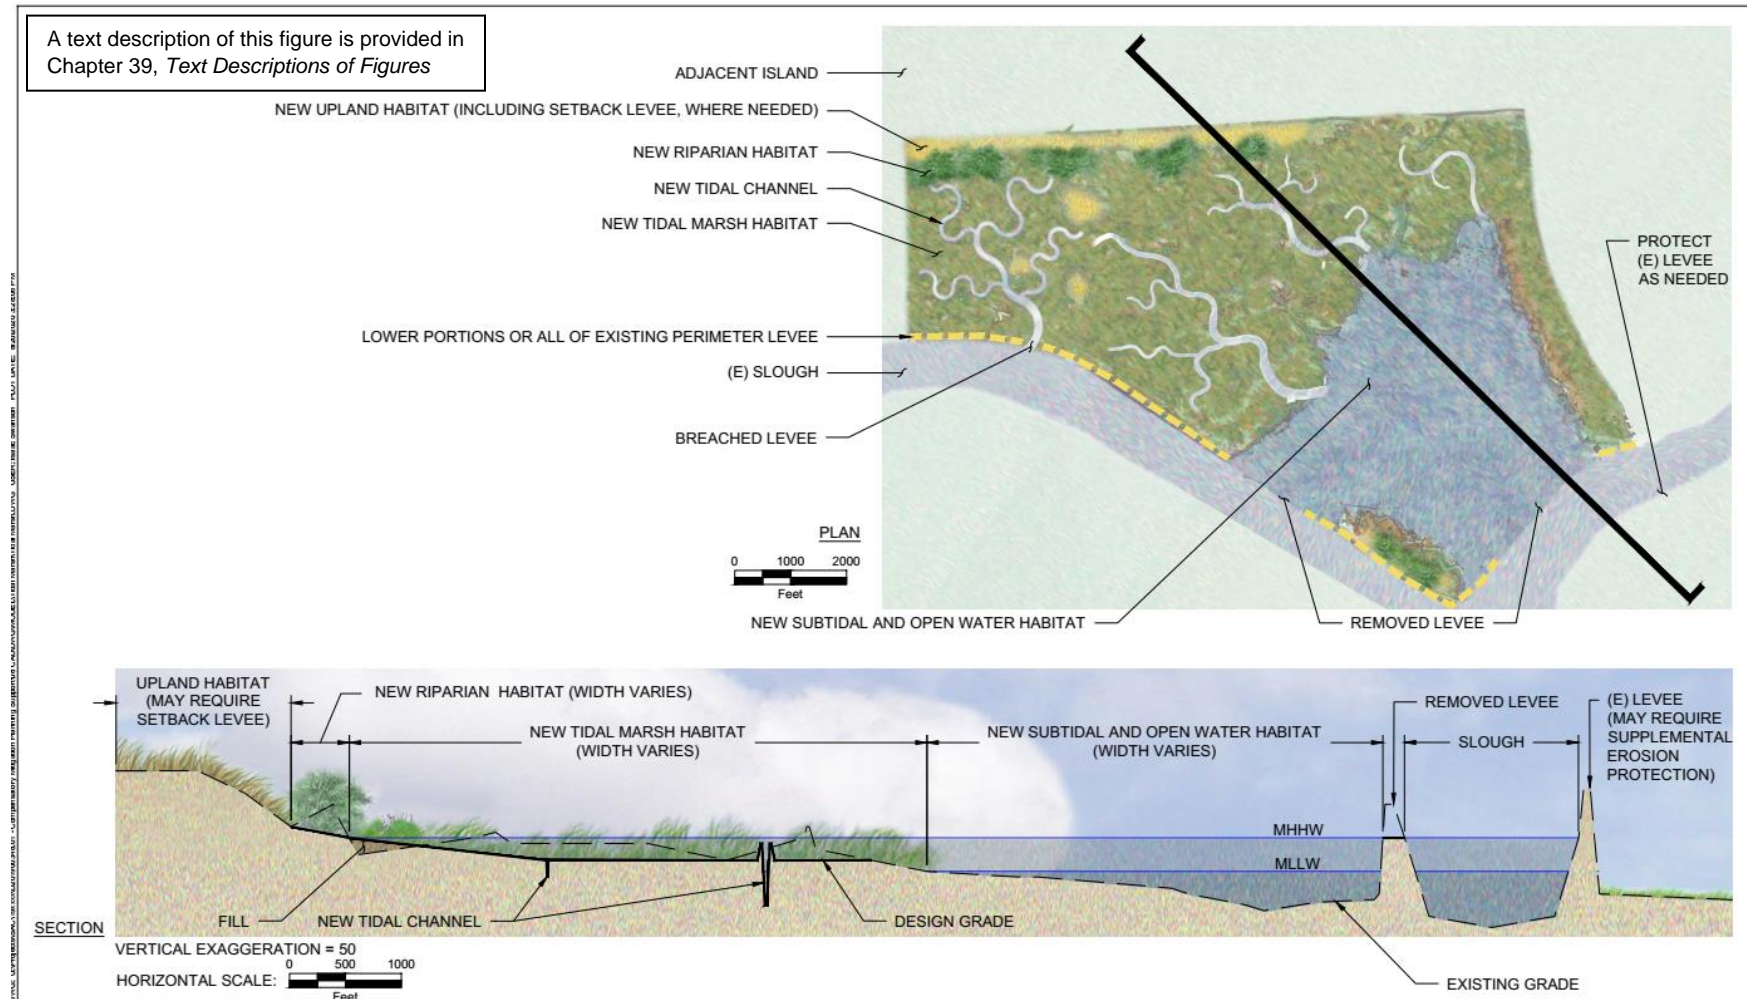 A text description of this figure is provided in
Chapter 39, Text Descriptions of Figures
ADJACENT ISLAND
NEW UPLAND HABITAT (INCLUDING SETBACK LEVEE, WHERE NEEDED)
NEW RIPARIAN HABITAT
NEW TIDAL CHANNEL
NEW TIDAL MARSH HABITAT
LOWER PORTIONS OR ALL OF EXISTING PERIMETER LEVEE
(E) SLOUGH
BREACHED LEVEE
PROTECT
(E) LEVEE
AS NEEDED
PLAN
0 1000 2000
Feet
NEW SUBTIDAL AND OPEN WATER HABITAT
REMOVED LEVEE
UPLAND HABITAT
(MAY REQUIRE
SETBACK LEVEE)
NEW RIPARIAN HABITAT (WIDTH VARIES)
NEW TIDAL MARSH HABITAT
(WIDTH VARIES)
NEW SUBTIDAL AND OPEN WATER HABITAT
(WIDTH VARIES)
REMOVED LEVEE
SLOUGH
(E) LEVEE
(MAY REQUIRE
SUPPLEMENTAL
EROSION
PROTECTION)
MHHW
MLLW
FILL
NEW TIDAL CHANNEL
DESIGN GRADE
EXISTING GRADE
SECTION
VERTICAL EXAGGERATION = 50
HORIZONTAL SCALE:
0 500 1000
Feet